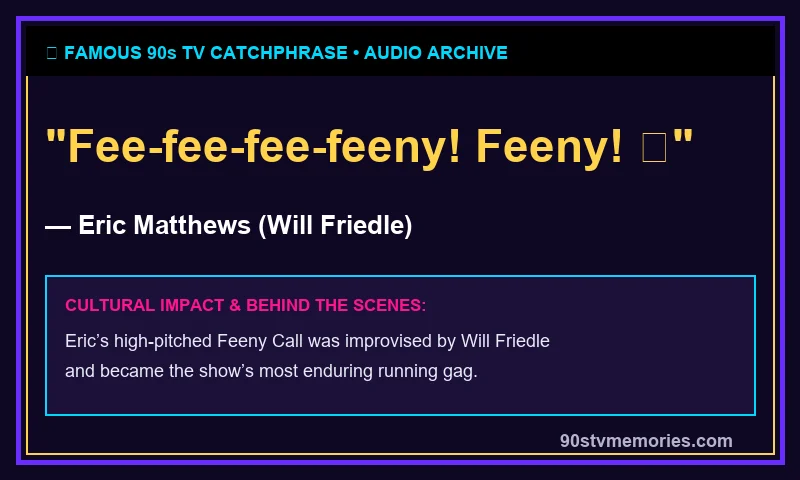 FAMOUS 90s TV CATCHPHRASE • AUDIO ARCHIVE
"Fee-fee-fee-feeny! Feeny! "
— Eric Matthews (Will Friedle)
CULTURAL IMPACT & BEHIND THE SCENES:
Eric’s high-pitched Feeny Call was improvised by Will Friedle
and became the show’s most enduring running gag.
90stvmemories.com